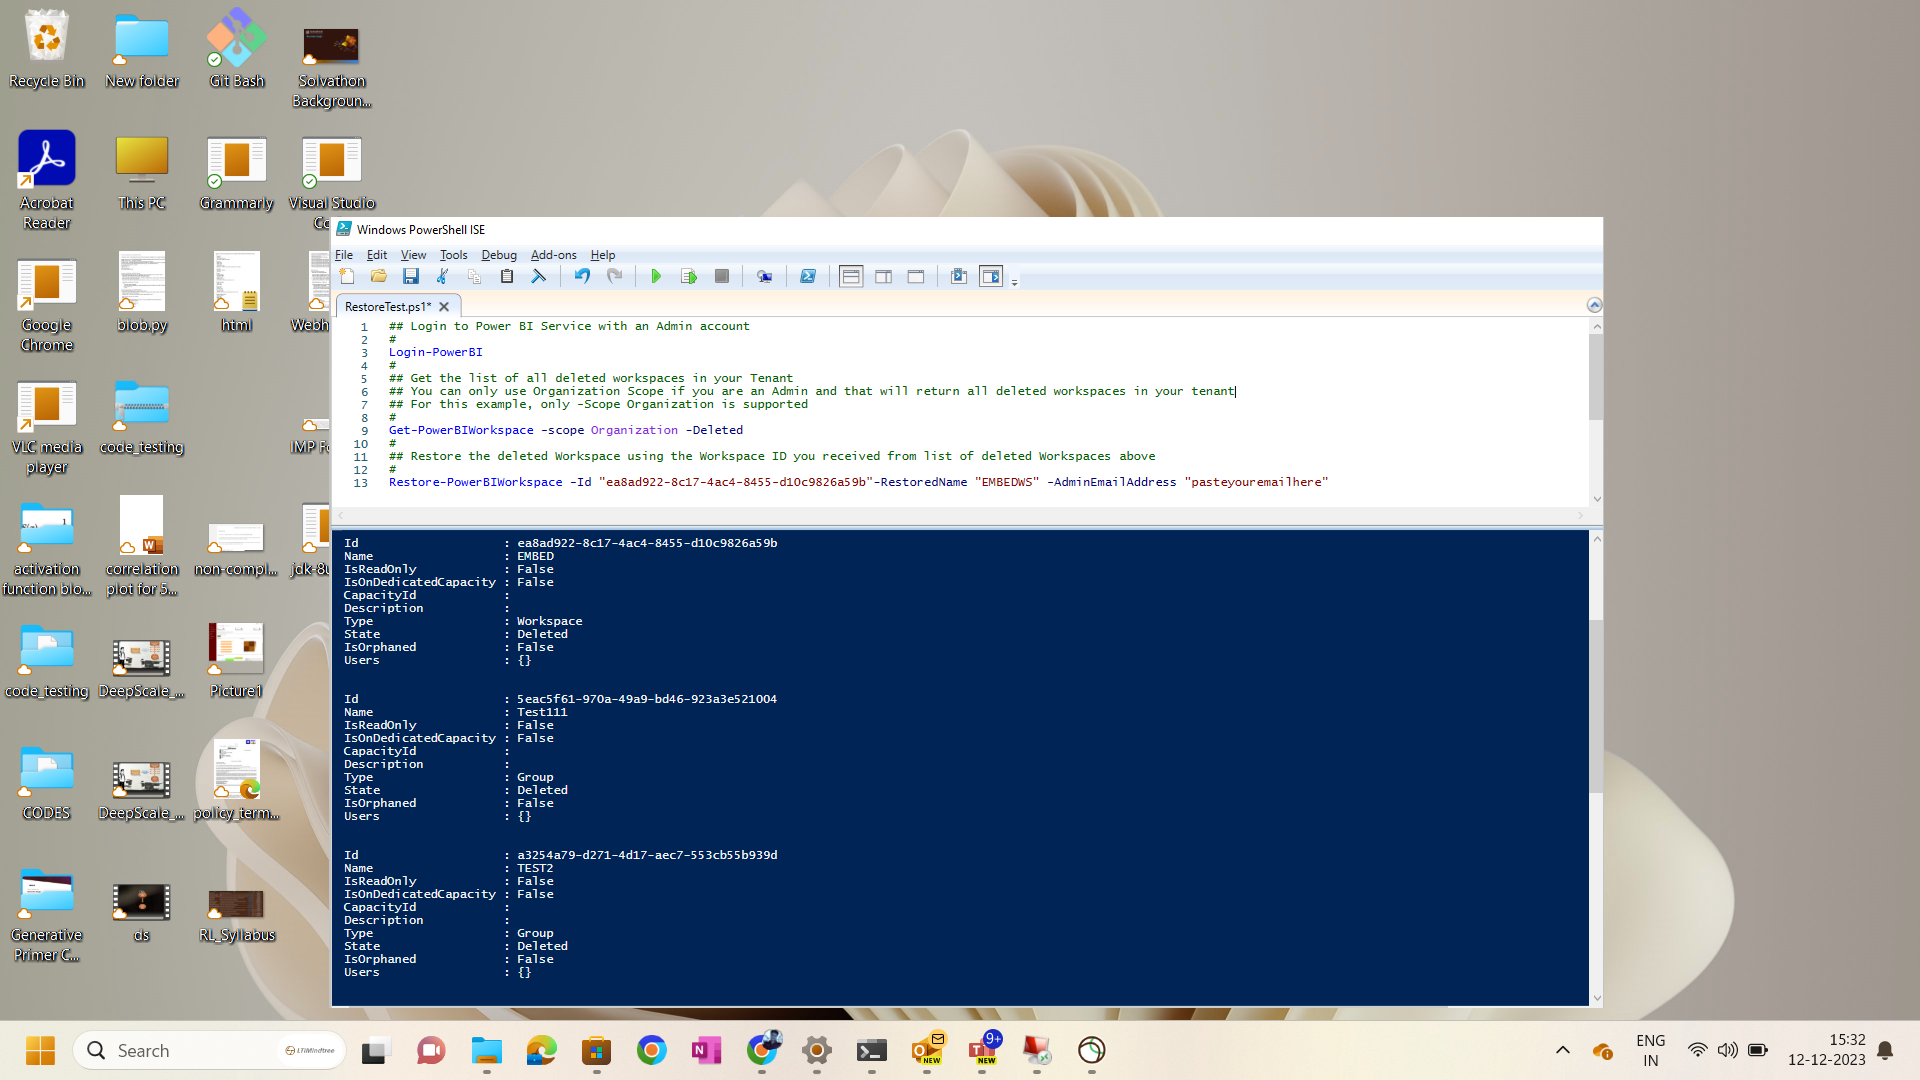 Recycle Bin
New folder
Git Bash
Solvathon
Backgroun...
Acrobat
Reader
This PC
Grammarly
Visual Studio
Co
Google
Chrome
blob.py
html
Webh
VLC media
player
code_testing
IMP Fo
activation
function blo...
correlation
plot for 5...
non-compl...
jdk-8u
code_testing
DeepScale_...
Picture1
CODES
DeepScale_...
policy_term...
Generative
Primer C...
ds
RL_Syllabus
Windows PowerShell ISE
File Edit View Tools Debug Add-ons Help
RestoreTest.ps1*
1 ## Login to Power BI Service with an Admin account
2 #
3 Login-PowerBI
4 #
5 ## Get the list of all deleted workspaces in your Tenant
6 ## You can only use Organization Scope if you are an Admin and that will return all deleted workspaces in your tenant
7 ## For this example, only -Scope Organization is supported
8 #
9 Get-PowerBIWorkspace -scope Organization -Deleted
10 #
11 ## Restore the deleted Workspace using the Workspace ID you received from list of deleted Workspaces above
12 #
13 Restore-PowerBIWorkspace -Id "ea8ad922-8c17-4ac4-8455-d10c9826a59b"-RestoredName "EMBEDWS" -AdminEmailAddress "pasteyouremailhere"
Id : ea8ad922-8c17-4ac4-8455-d10c9826a59b
Name : EMBED
IsReadOnly : False
IsOnDedicatedCapacity : False
CapacityId :
Description :
Type : Workspace
State : Deleted
IsOrphaned : False
Users : {}
Id : 5eac5f61-970a-49a9-bd46-923a3e521004
Name : Test111
IsReadOnly : False
IsOnDedicatedCapacity : False
CapacityId :
Description :
Type : Group
State : Deleted
IsOrphaned : False
Users : {}
Id : a3254a79-d271-4d17-aec7-553cb55b939d
Name : TEST2
IsReadOnly : False
IsOnDedicatedCapacity : False
CapacityId :
Description :
Type : Group
State : Deleted
IsOrphaned : False
Users : {}
Search
LTIMindtree
NEW
9+
NEW
ENG
IN
15:32
12-12-2023